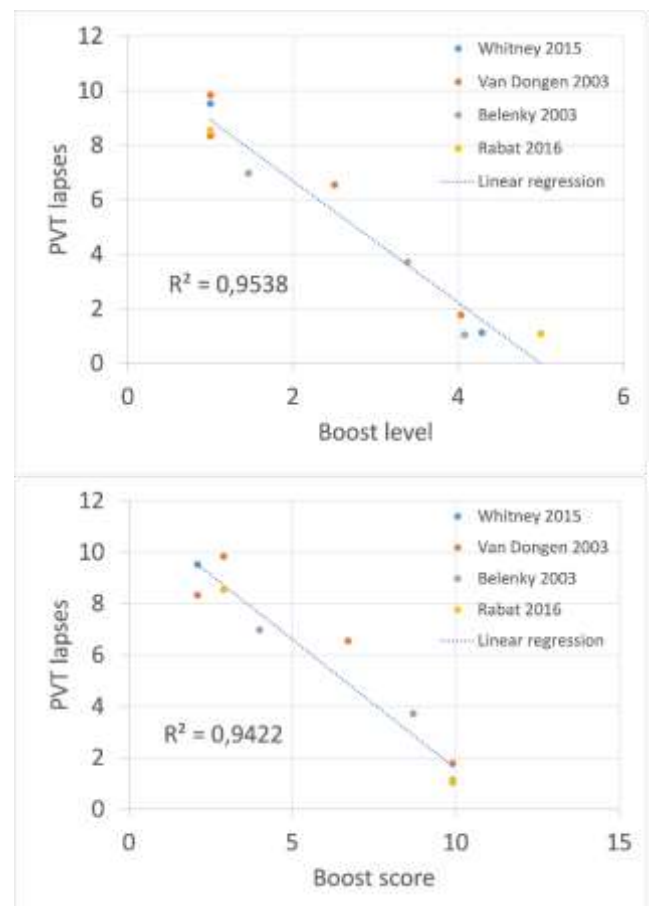 12
10
8
6
4
2
0
PVT lapses
Whitney 2015
Van Dongen 2003
Belenky 2003
Rabat 2016
Linear regression
R² = 0,9538
0 2 4 6
Boost level
12
10
8
6
4
2
0
PVT lapses
Whitney 2015
Van Dongen 2003
Belenky 2003
Rabat 2016
Linear regression
R² = 0,9422
0 5 10 15
Boost score